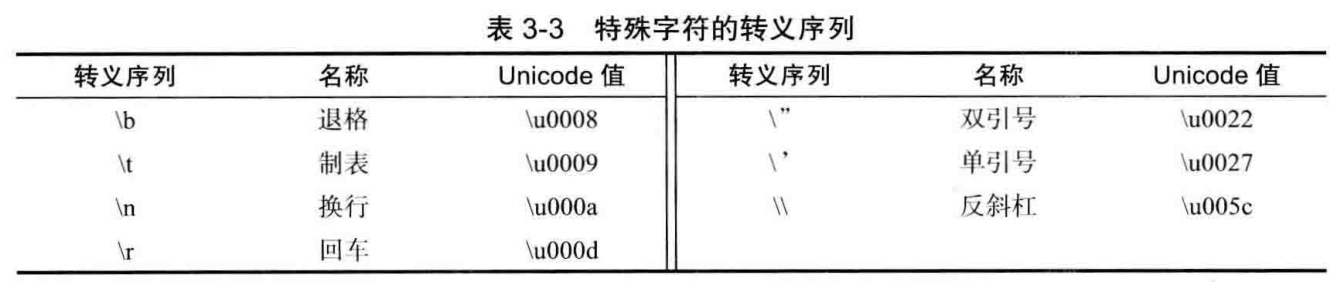 表 3-3 特殊字符的转义序列
转义序列 名称 Unicode 值 转义序列 名称 Unicode 值
\b 退格 \u0008 \” 双引号 \u0022
\t 制表 \u0009 \’ 单引号 \u0027
\n 换行 \u000a \\ 反斜杠 \u005c
\r 回车 \u000d